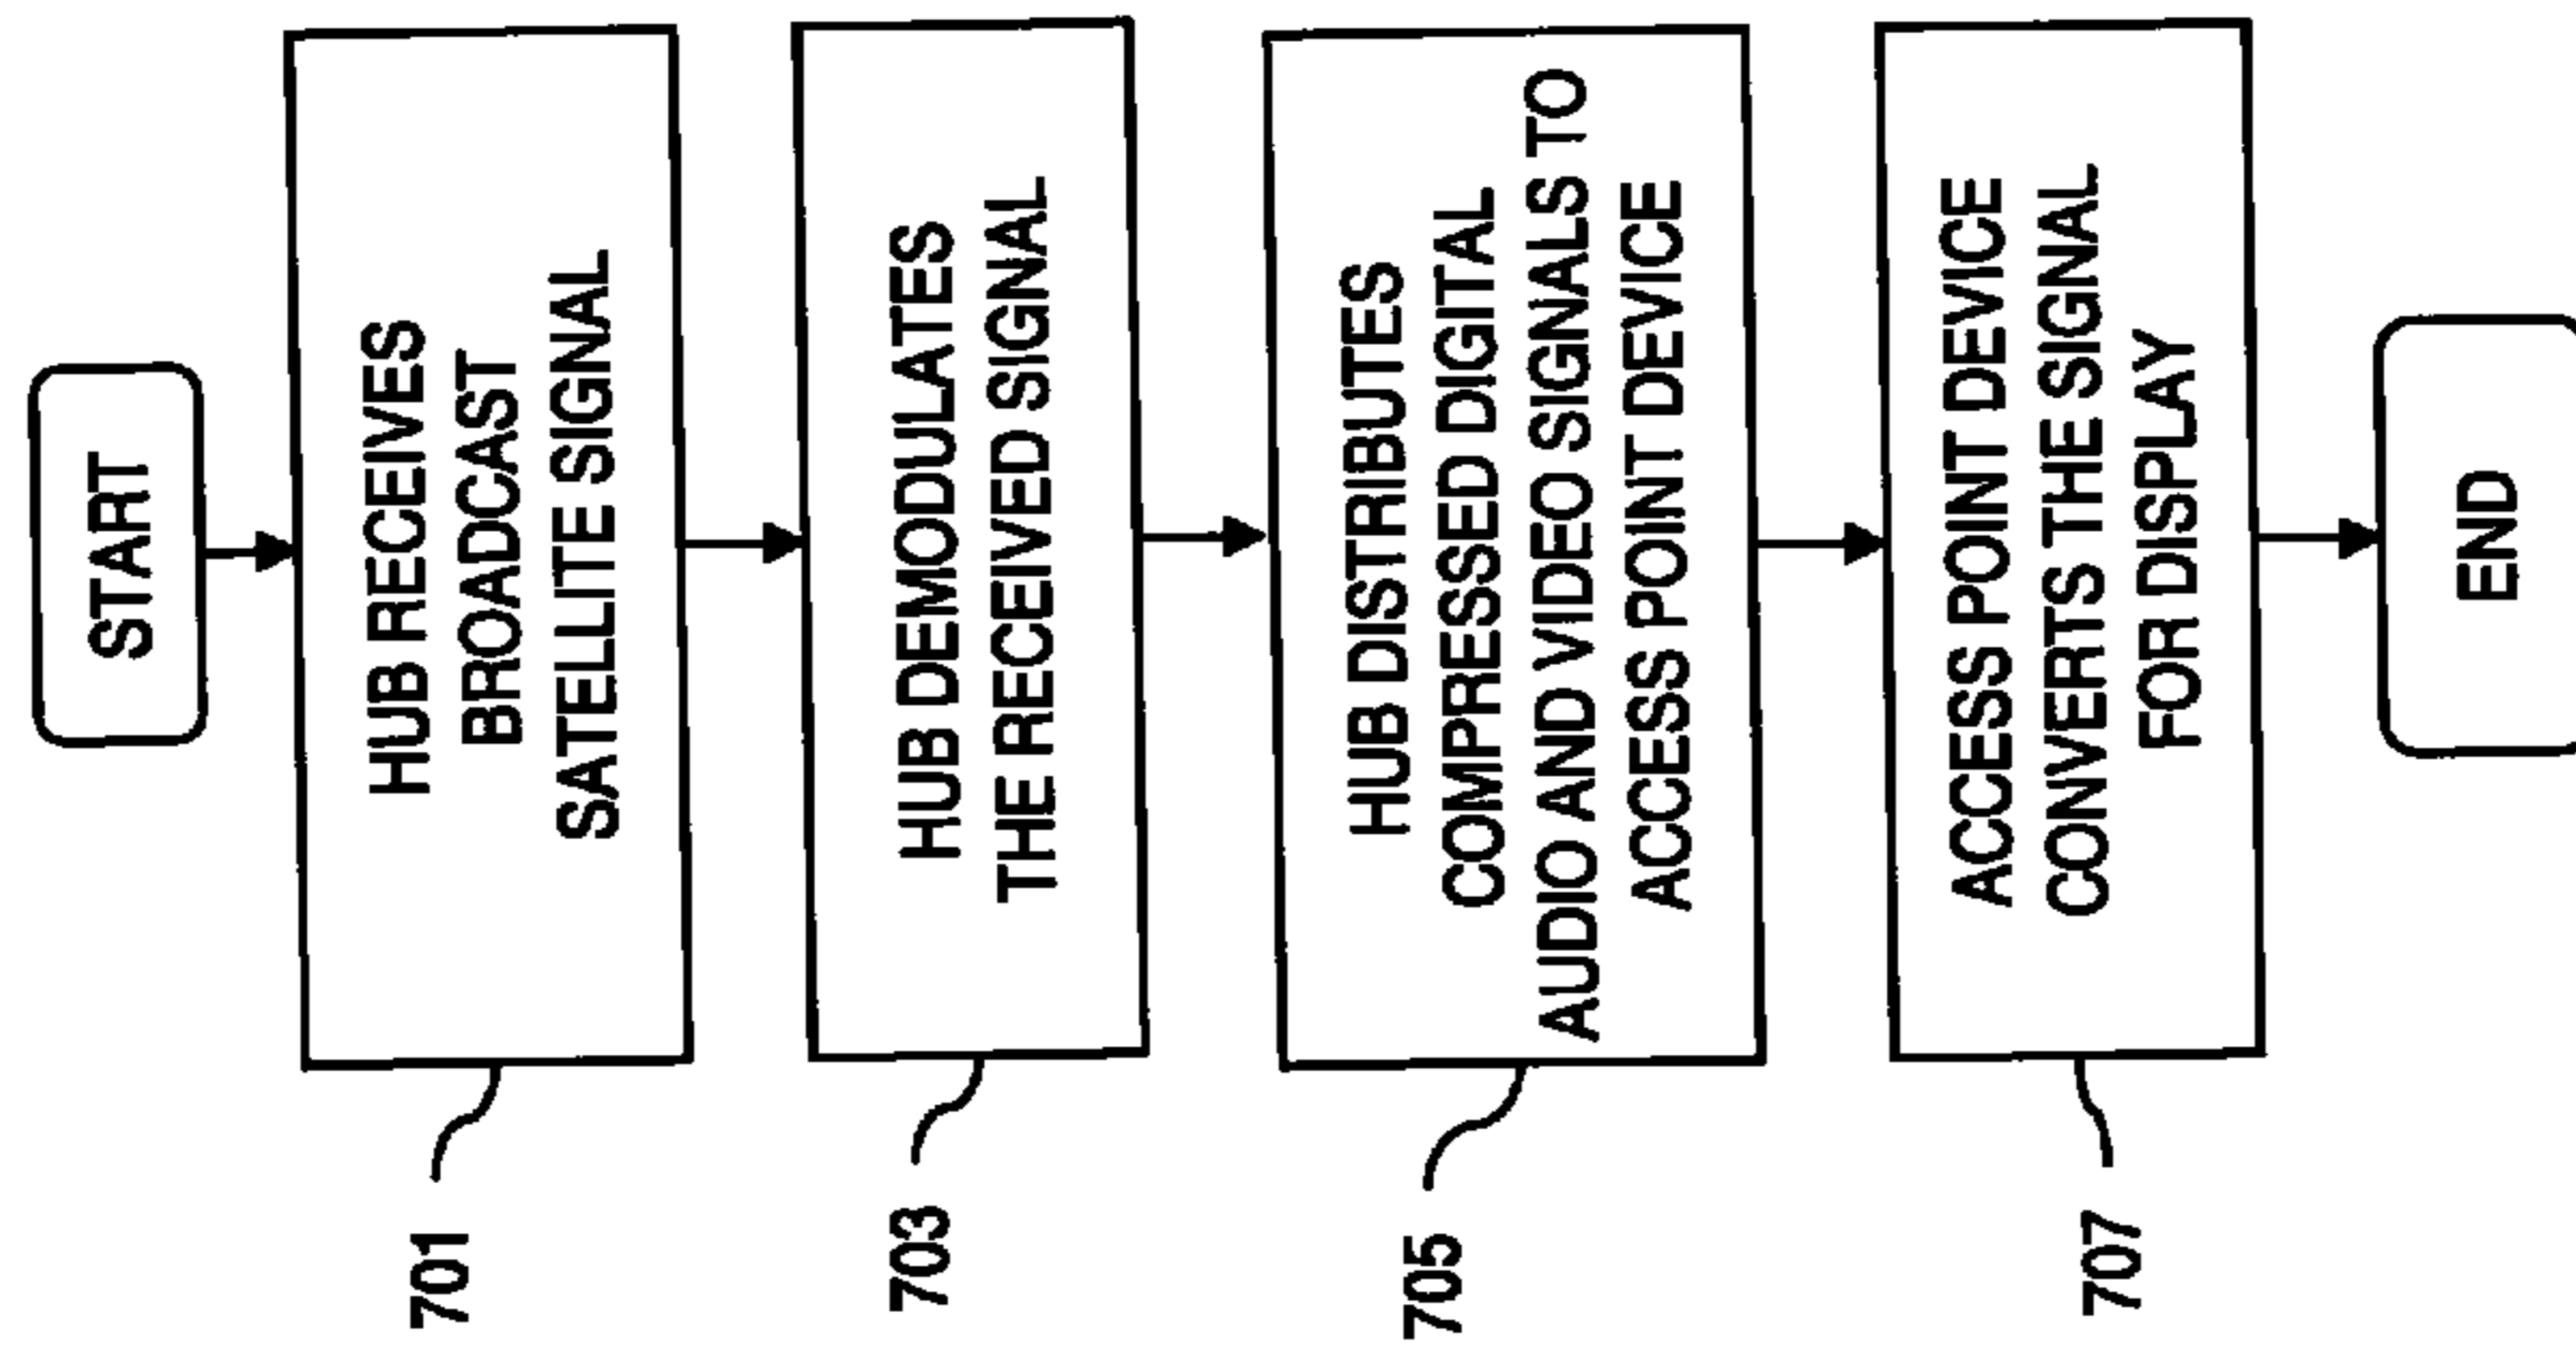 START
HUB RECEIVES
BROADCAST
SATELLITE SIGNAL
701
HUB DEMODULATES
THE RECEIVED SIGNAL
703
HUB DISTRIBUTES
COMPRESSED DIGITAL
AUDIO AND VIDEO SIGNALS TO
ACCESS POINT DEVICE
705
ACCESS POINT DEVICE
CONVERTS THE SIGNAL
FOR DISPLAY
707
END